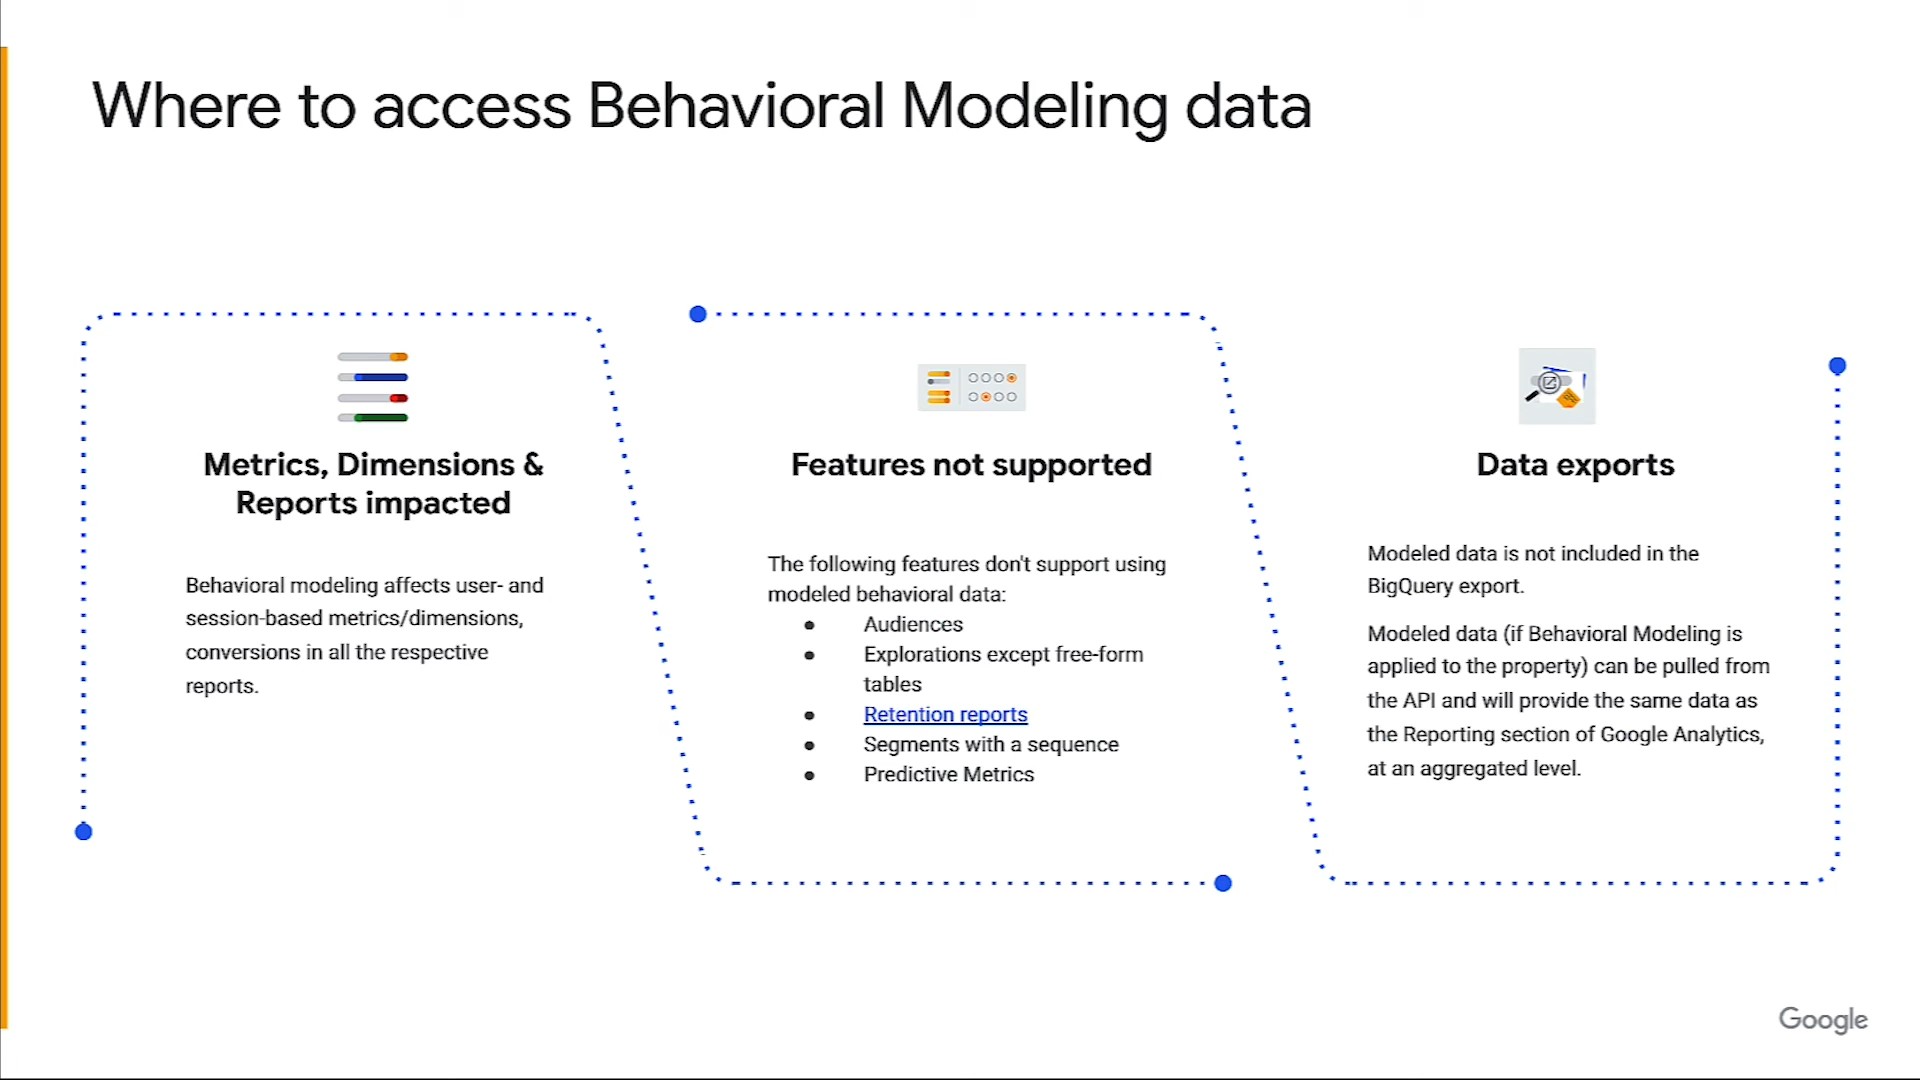 Where to access Behavioral Modeling data
Metrics, Dimensions &
Reports impacted
Behavioral modeling affects user- and
session-based metrics/dimensions,
conversions in all the respective
reports.
Features not supported
The following features don't support using
modeled behavioral data:
● Audiences
● Explorations except free-form
tables
● Retention reports
● Segments with a sequence
● Predictive Metrics
Data exports
Modeled data is not included in the
BigQuery export.
Modeled data (if Behavioral Modeling is
applied to the property) can be pulled from
the API and will provide the same data as
the Reporting section of Google Analytics,
at an aggregated level.
Google